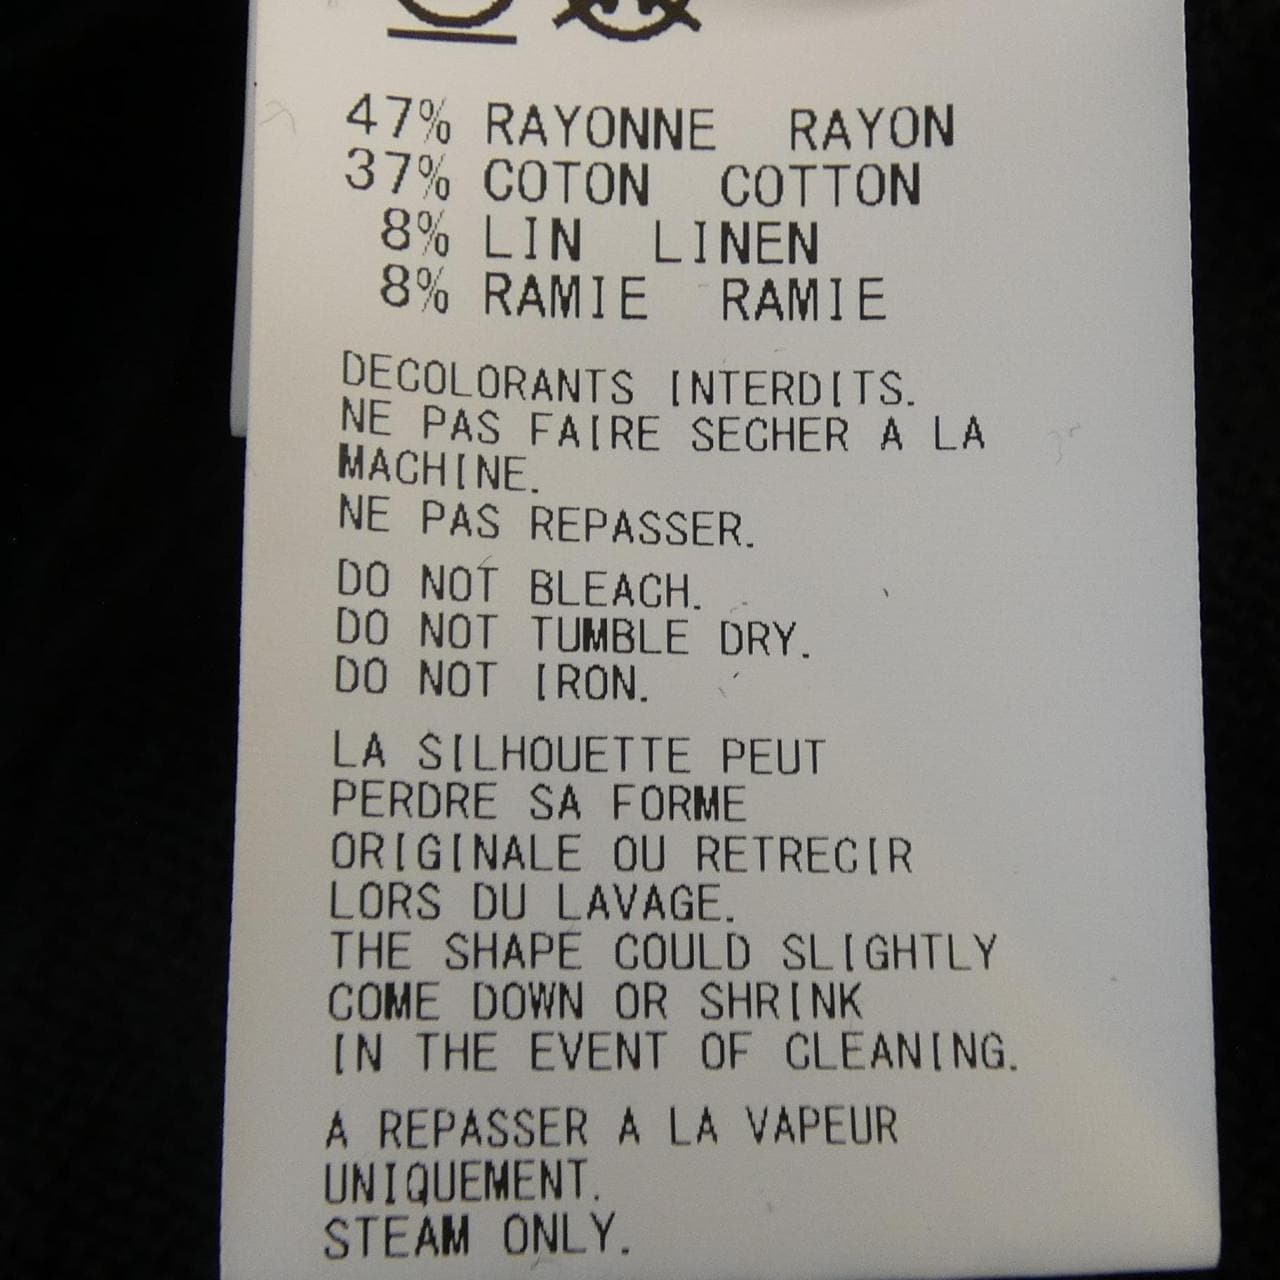 47% RAYONNE RAYON
37% COTON COTTON
8% LIN LINEN
8% RAMIE RAMIE
DECOLORANTS INTERDITS.
NE PAS FAIRE SECHER A LA
MACHINE.
NE PAS REPASSER.
DO NOT BLEACH.
DO NOT TUMBLE DRY.
DO NOT IRON.
LA SILHOUETTE PEUT
PERDRE SA FORME
ORIGINALE OU RETRECIR
LORS DU LAVAGE.
THE SHAPE COULD SLIGHTLY
COME DOWN OR SHRINK
IN THE EVENT OF CLEANING.
A REPASSER A LA VAPEUR
UNIQUEMENT.
STEAM ONLY.